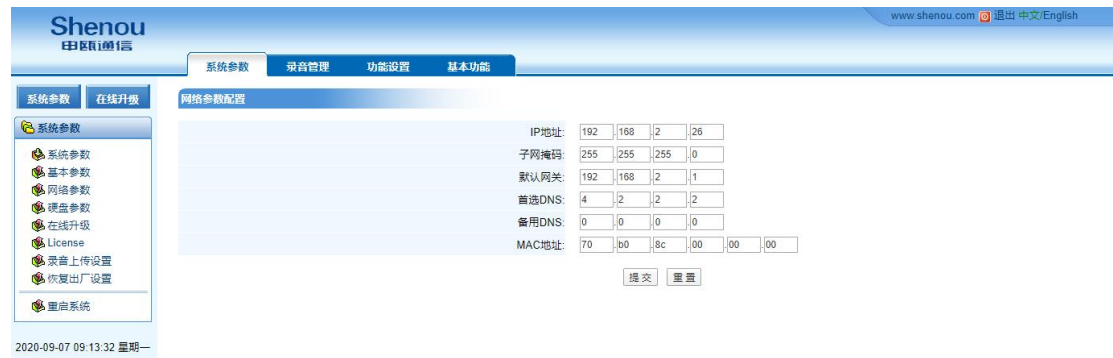 Shenou
申瓯通信
www.shenou.com 退出 中文/English
系统参数 录音管理 功能设置 基本功能
系统参数 在线升级
系统参数
系统参数
基本参数
网络参数
硬盘参数
在线升级
License
录音上传设置
恢复出厂设置
重启系统
2020-09-07 09:13:32 星期一
网络参数配置
IP地址: 192 .168 .2 .26
子网掩码: 255 .255 .255 .0
默认网关: 192 .168 .2 .1
首选DNS: 4 .2 .2 .2
备用DNS: 0 .0 .0 .0
MAC地址: 70 .b0 .8c .00 .00 .00
提交 重置